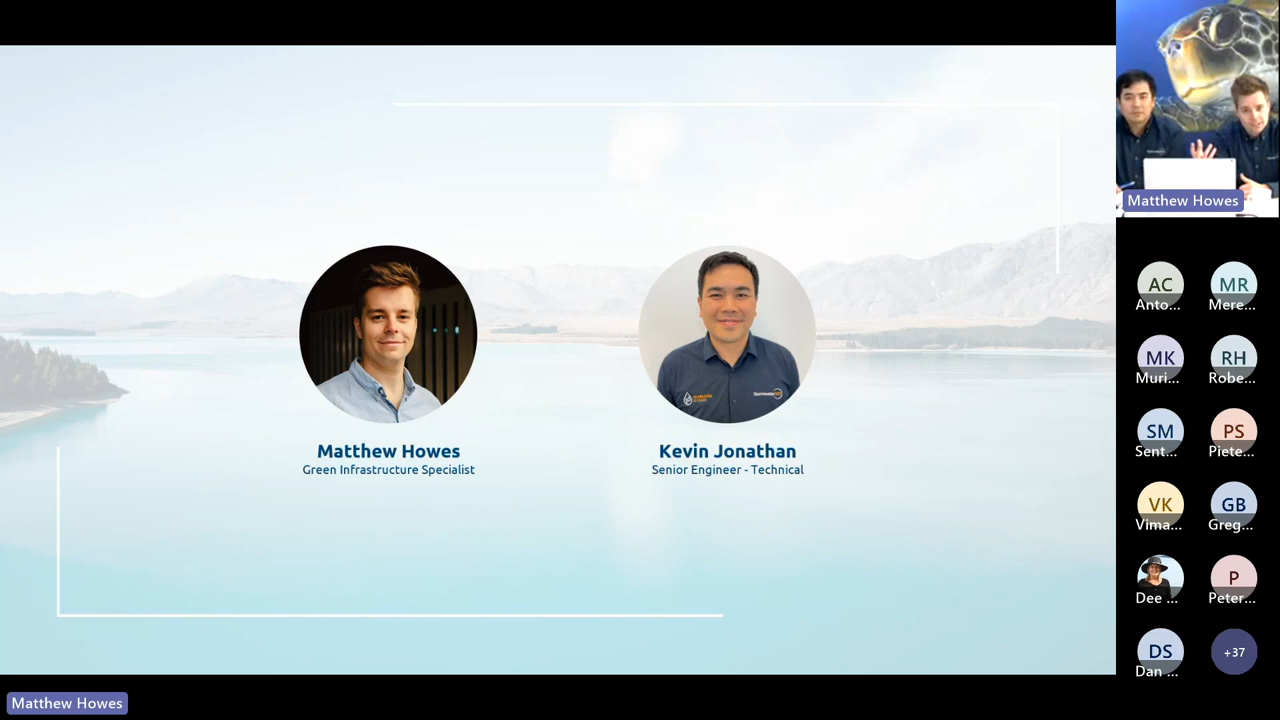 Matthew Howes
Green Infrastructure Specialist
Kevin Jonathan
Senior Engineer - Technical
Matthew Howes
AC
Anto...
MR
Mere...
MK
Muri...
RH
Robe...
SM
Sent...
PS
Piete...
VK
Vima...
GB
Greg...
Dee ...
P
Peter...
DS
Dan ...
+37
Matthew Howes